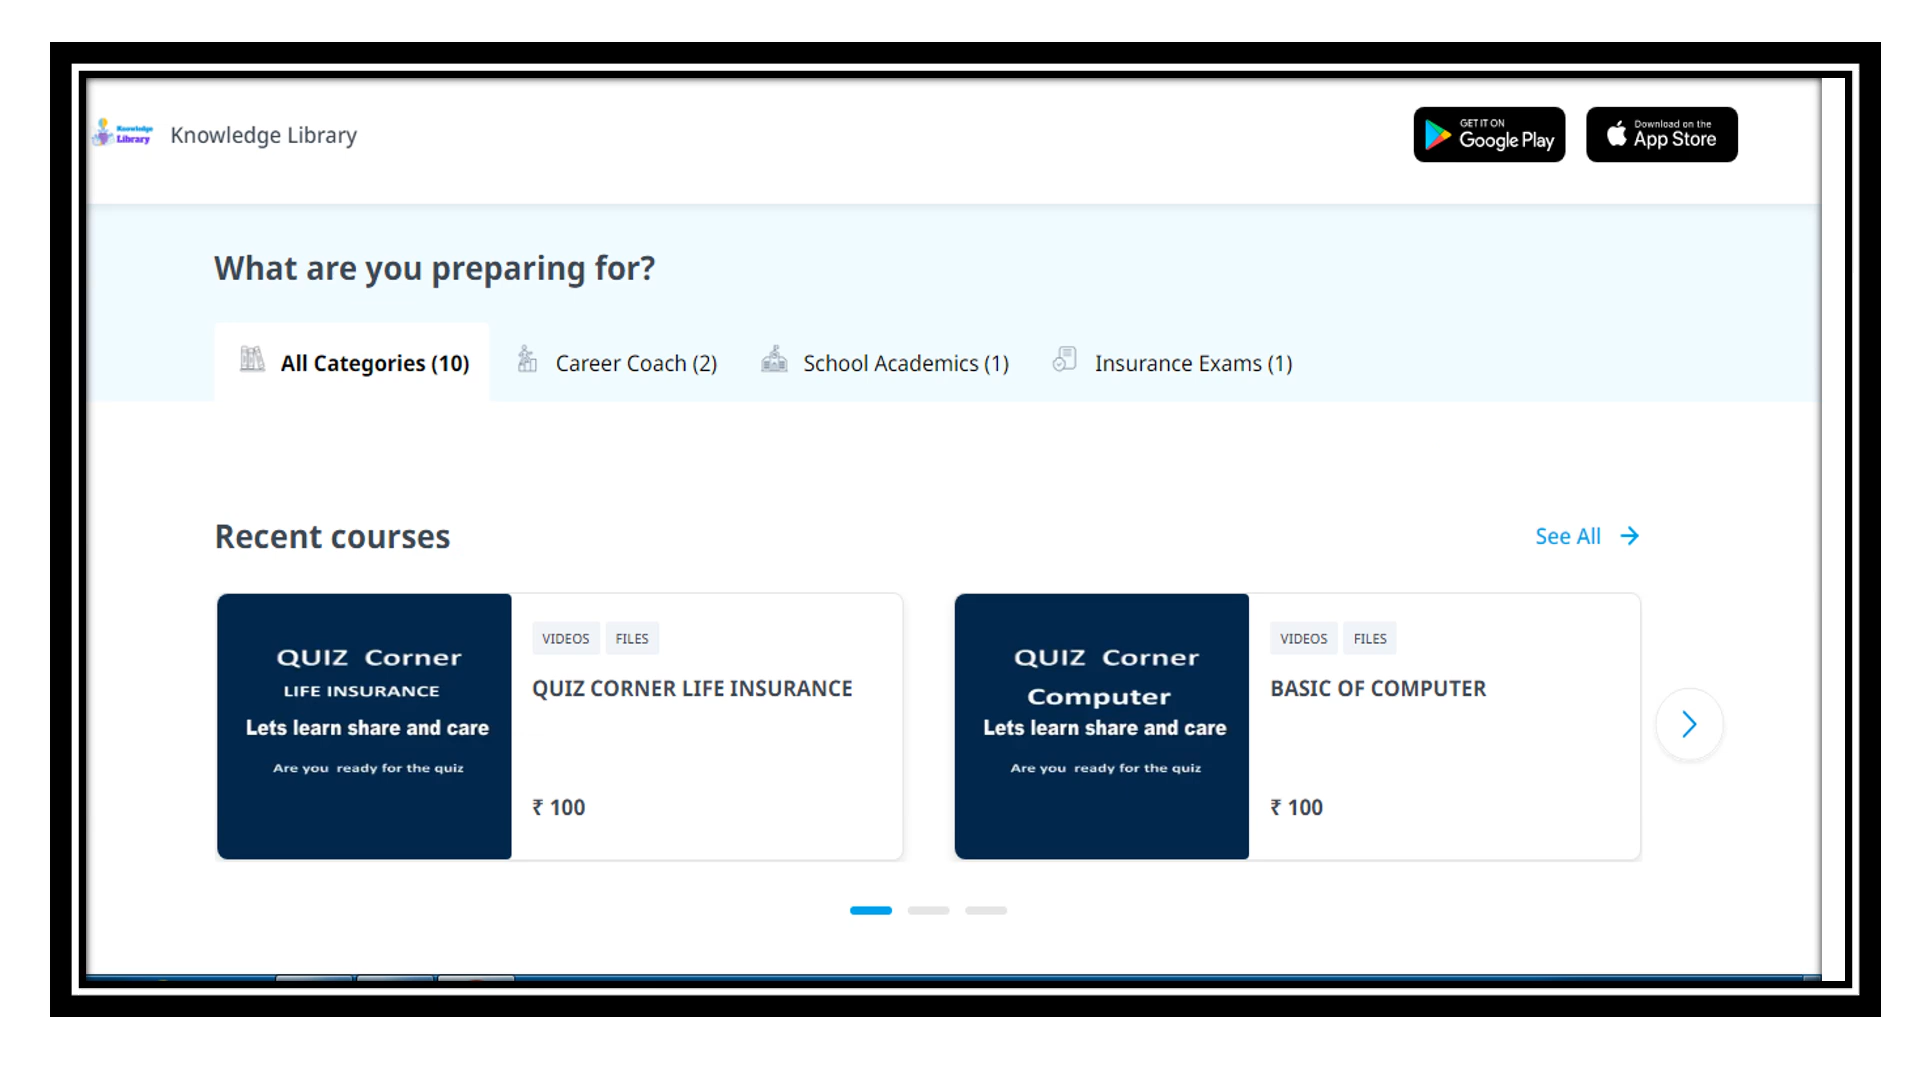 Knowledge
Library
Knowledge Library
GET IT ON
Google Play
Download on the
App Store
What are you preparing for?
All Categories (10)
Career Coach (2)
School Academics (1)
Insurance Exams (1)
Recent courses
See All
QUIZ Corner
LIFE INSURANCE
Lets learn share and care
Are you ready for the quiz
VIDEOS FILES
QUIZ CORNER LIFE INSURANCE
₹ 100
QUIZ Corner
Computer
Lets learn share and care
Are you ready for the quiz
VIDEOS FILES
BASIC OF COMPUTER
₹ 100